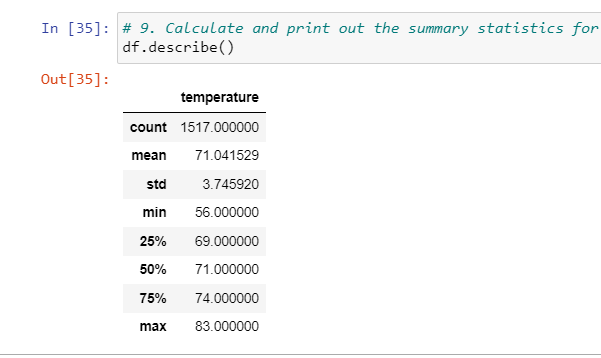 In [35]: # 9. Calculate and print out the summary statistics for
df.describe()
Out[35]:
temperature
count 1517.000000
mean 71.041529
std 3.745920
min 56.000000
25% 69.000000
50% 71.000000
75% 74.000000
max 83.000000